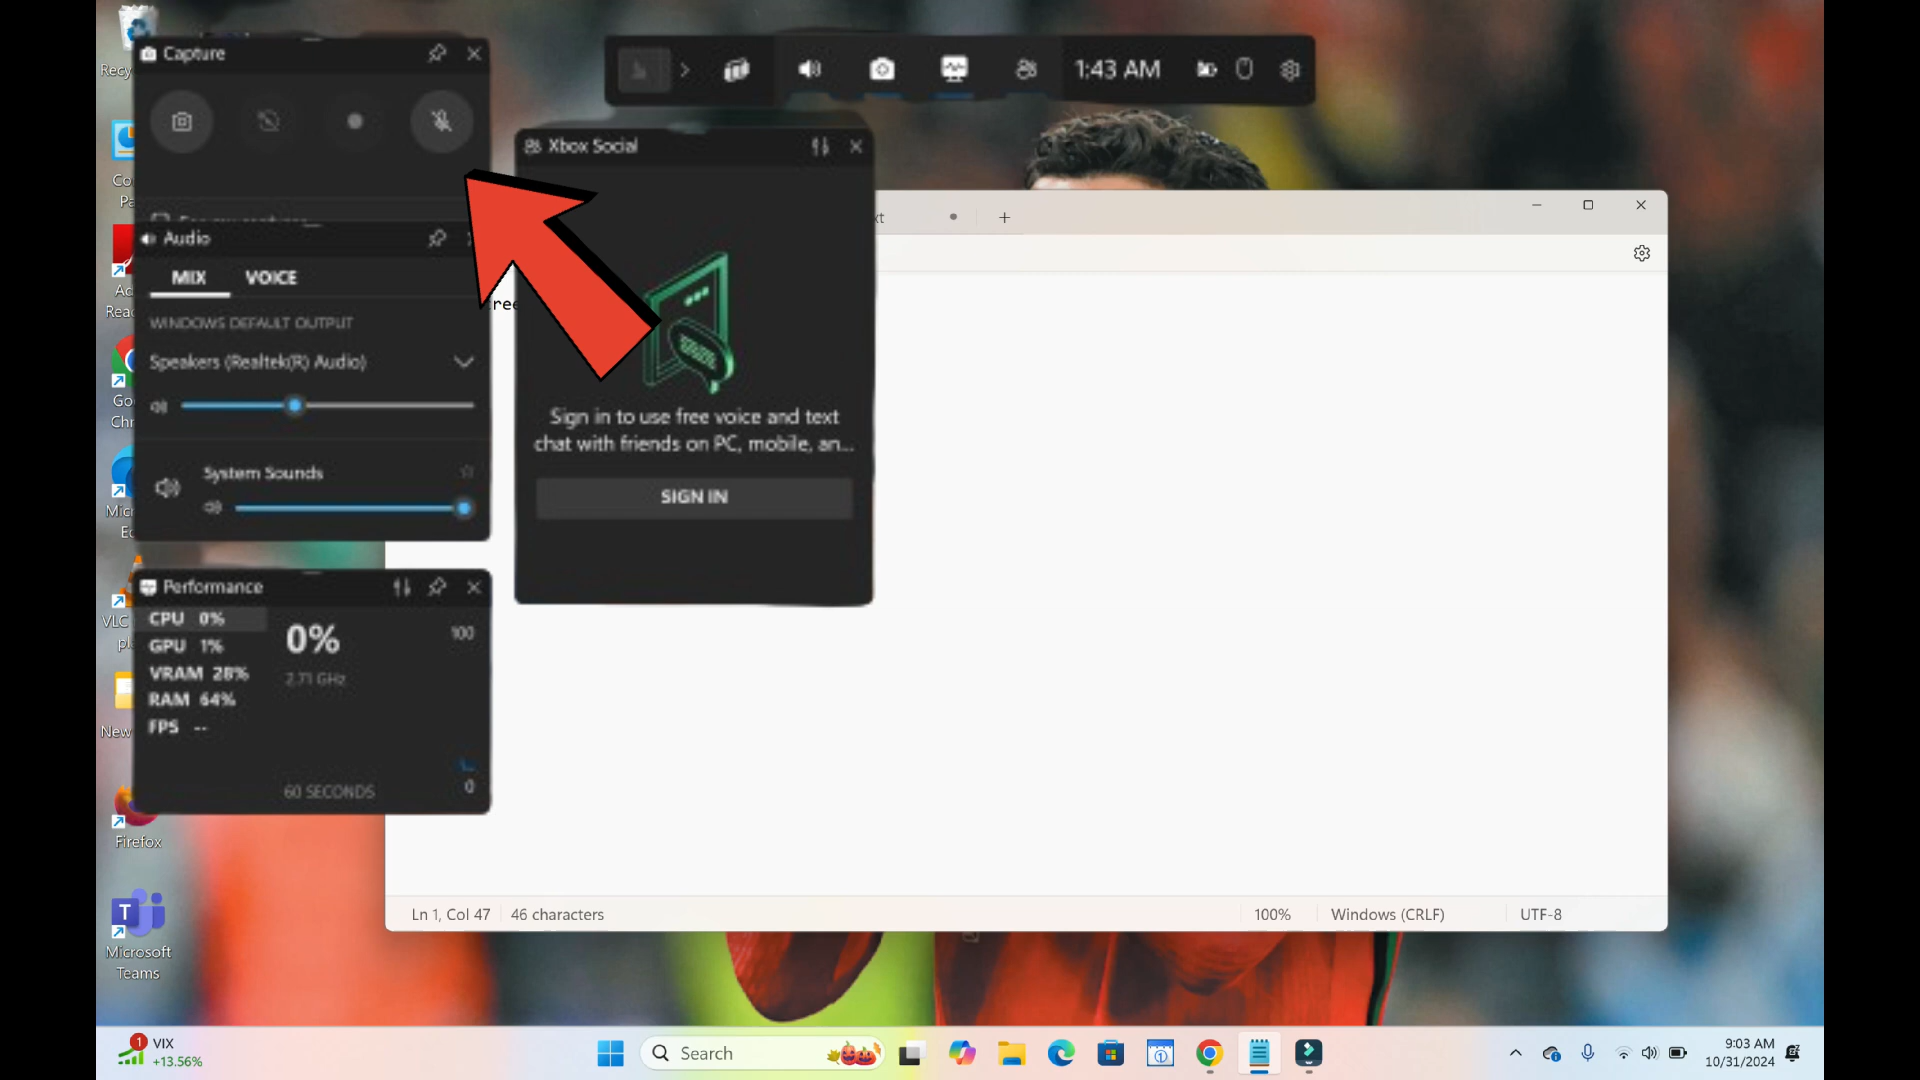 Capture
1:43 AM
Xbox Social
Audio
MIX VOICE
WINDOWS DEFAULT OUTPUT
Speakers (Realtek(R) Audio)
System Sounds
Sign in to use free voice and text
chat with friends on PC, mobile, an...
SIGN IN
Performance
CPU 0%
GPU 1%
VRAM 28%
RAM 64%
FPS --
0%
2.71 GHz
100
0
60 SECONDS
New
Firefox
Microsoft
Teams
Ln 1, Col 47
46 characters
100%
Windows (CRLF)
UTF-8
1
VIX
+13.56%
Search
9:03 AM
10/31/2024